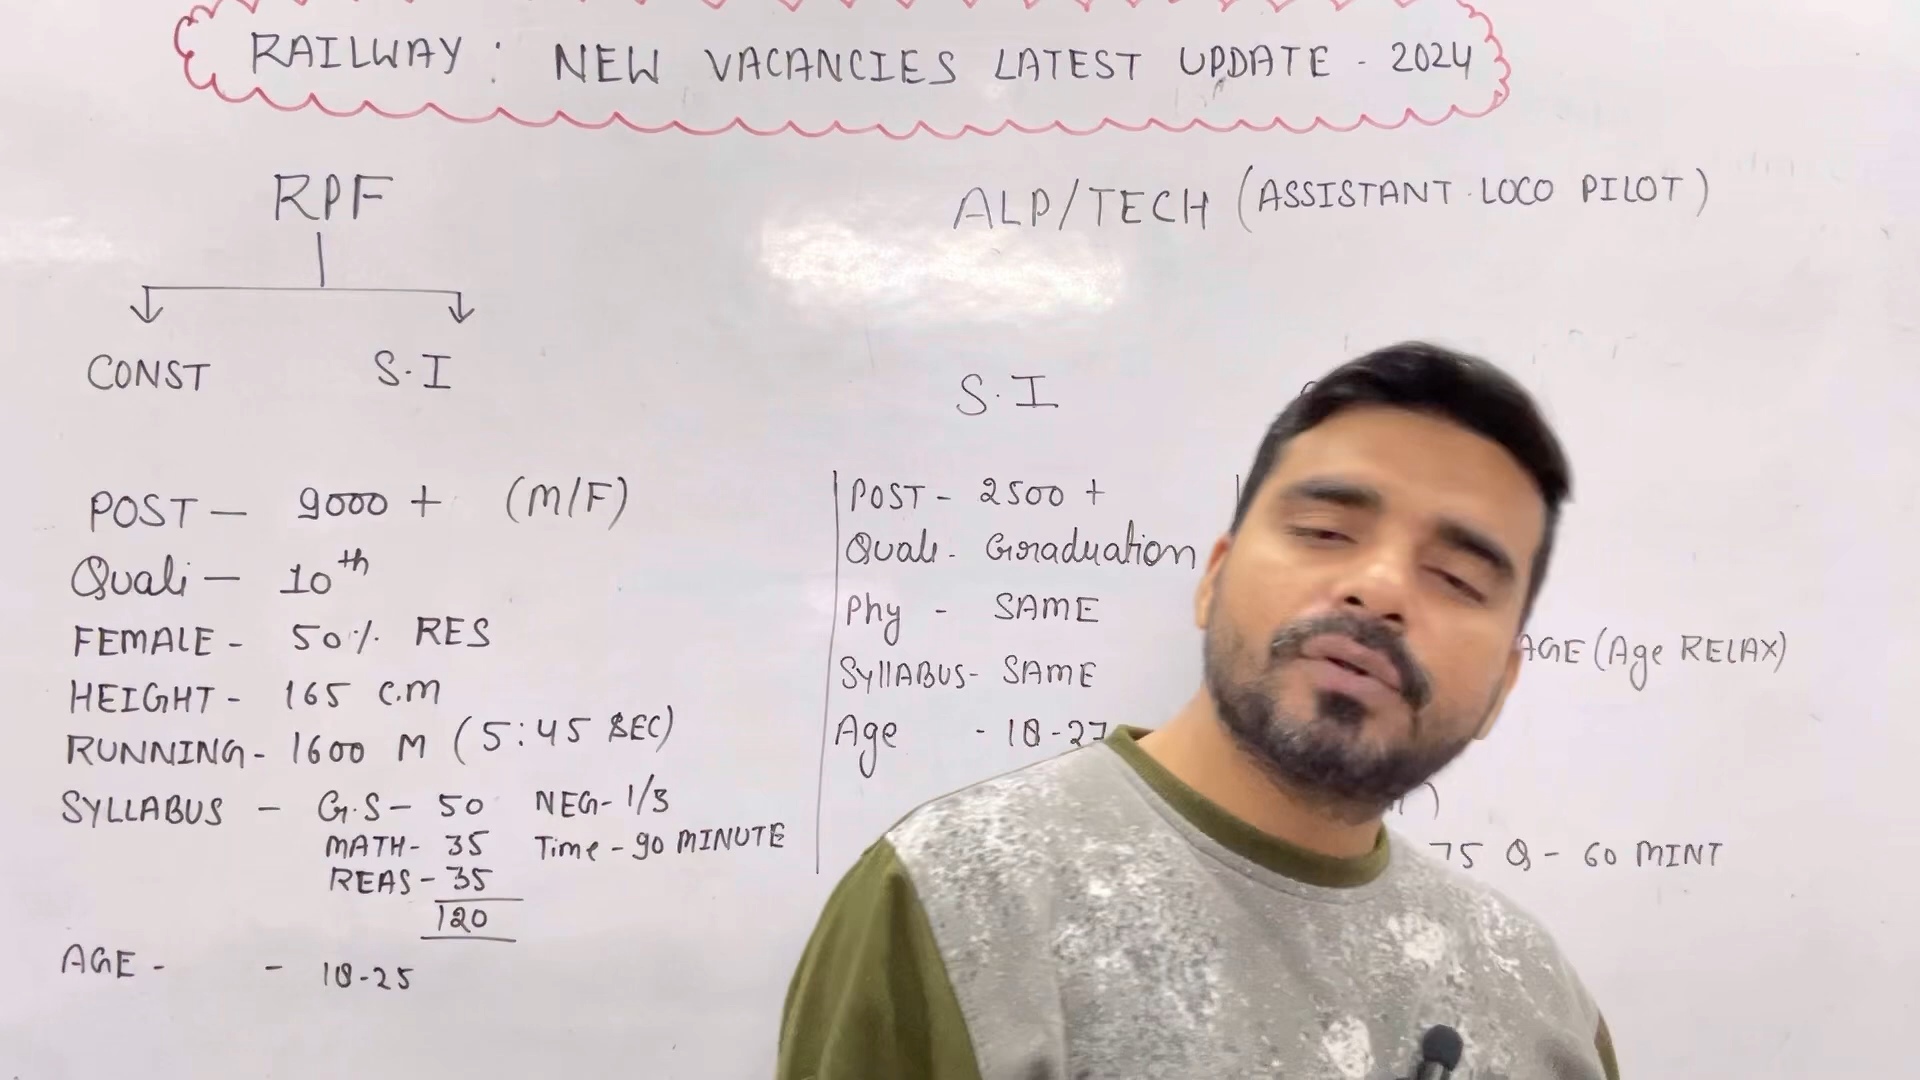 RAILWAY : NEW VACANCIES LATEST UPDATE - 2024
RPF
CONST S.I
POST - 9000 + (M/F)
Quali - 10th
FEMALE - 50% RES
HEIGHT - 165 C.M
RUNNING - 1600 M (5:45 SEC)
SYLLABUS - G.S - 50 NEG - 1/3
MATH - 35 Time - 90 MINUTE
REAS - 35
120
AGE - - 18-25
ALP/TECH (ASSISTANT LOCO PILOT)
S.I
POST - 2500 +
Quali - Graduation
Phy - SAME
SYllABUS - SAME
Age - 18-27
AGE (Age RELAX)
75 Q - 60 MINT